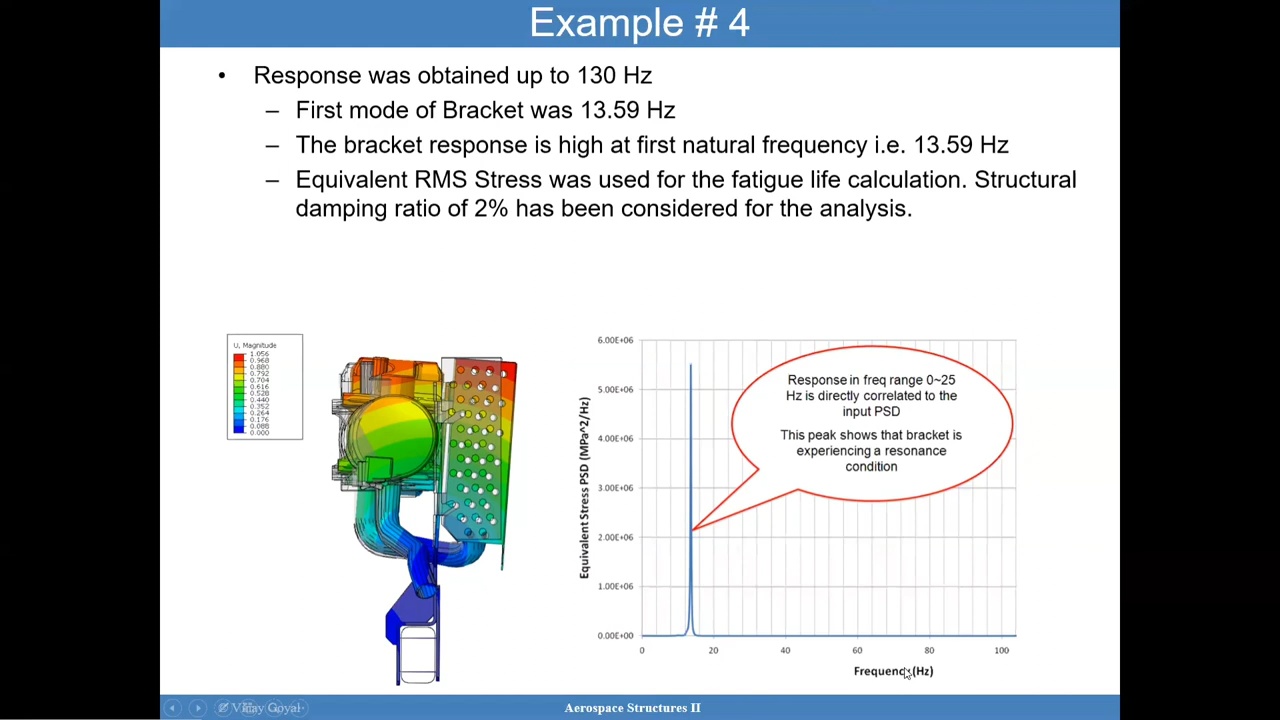 Example # 4
• Response was obtained up to 130 Hz
– First mode of Bracket was 13.59 Hz
– The bracket response is high at first natural frequency i.e. 13.59 Hz
– Equivalent RMS Stress was used for the fatigue life calculation. Structural
damping ratio of 2% has been considered for the analysis.
U, Magnitude
1.056
0.968
0.880
0.792
0.704
0.616
0.528
0.440
0.352
0.264
0.176
0.088
0.000
Equivalent Stress PSD (MPa^2/Hz)
6.00E+06
5.00E+06
4.00E+06
3.00E+06
2.00E+06
1.00E+06
0.00E+00
Response in freq range 0~25
Hz is directly correlated to the
input PSD
This peak shows that bracket is
experiencing a resonance
condition
0 20 40 60 80 100
Frequency (Hz)
Vijay Goyal
Aerospace Structures II